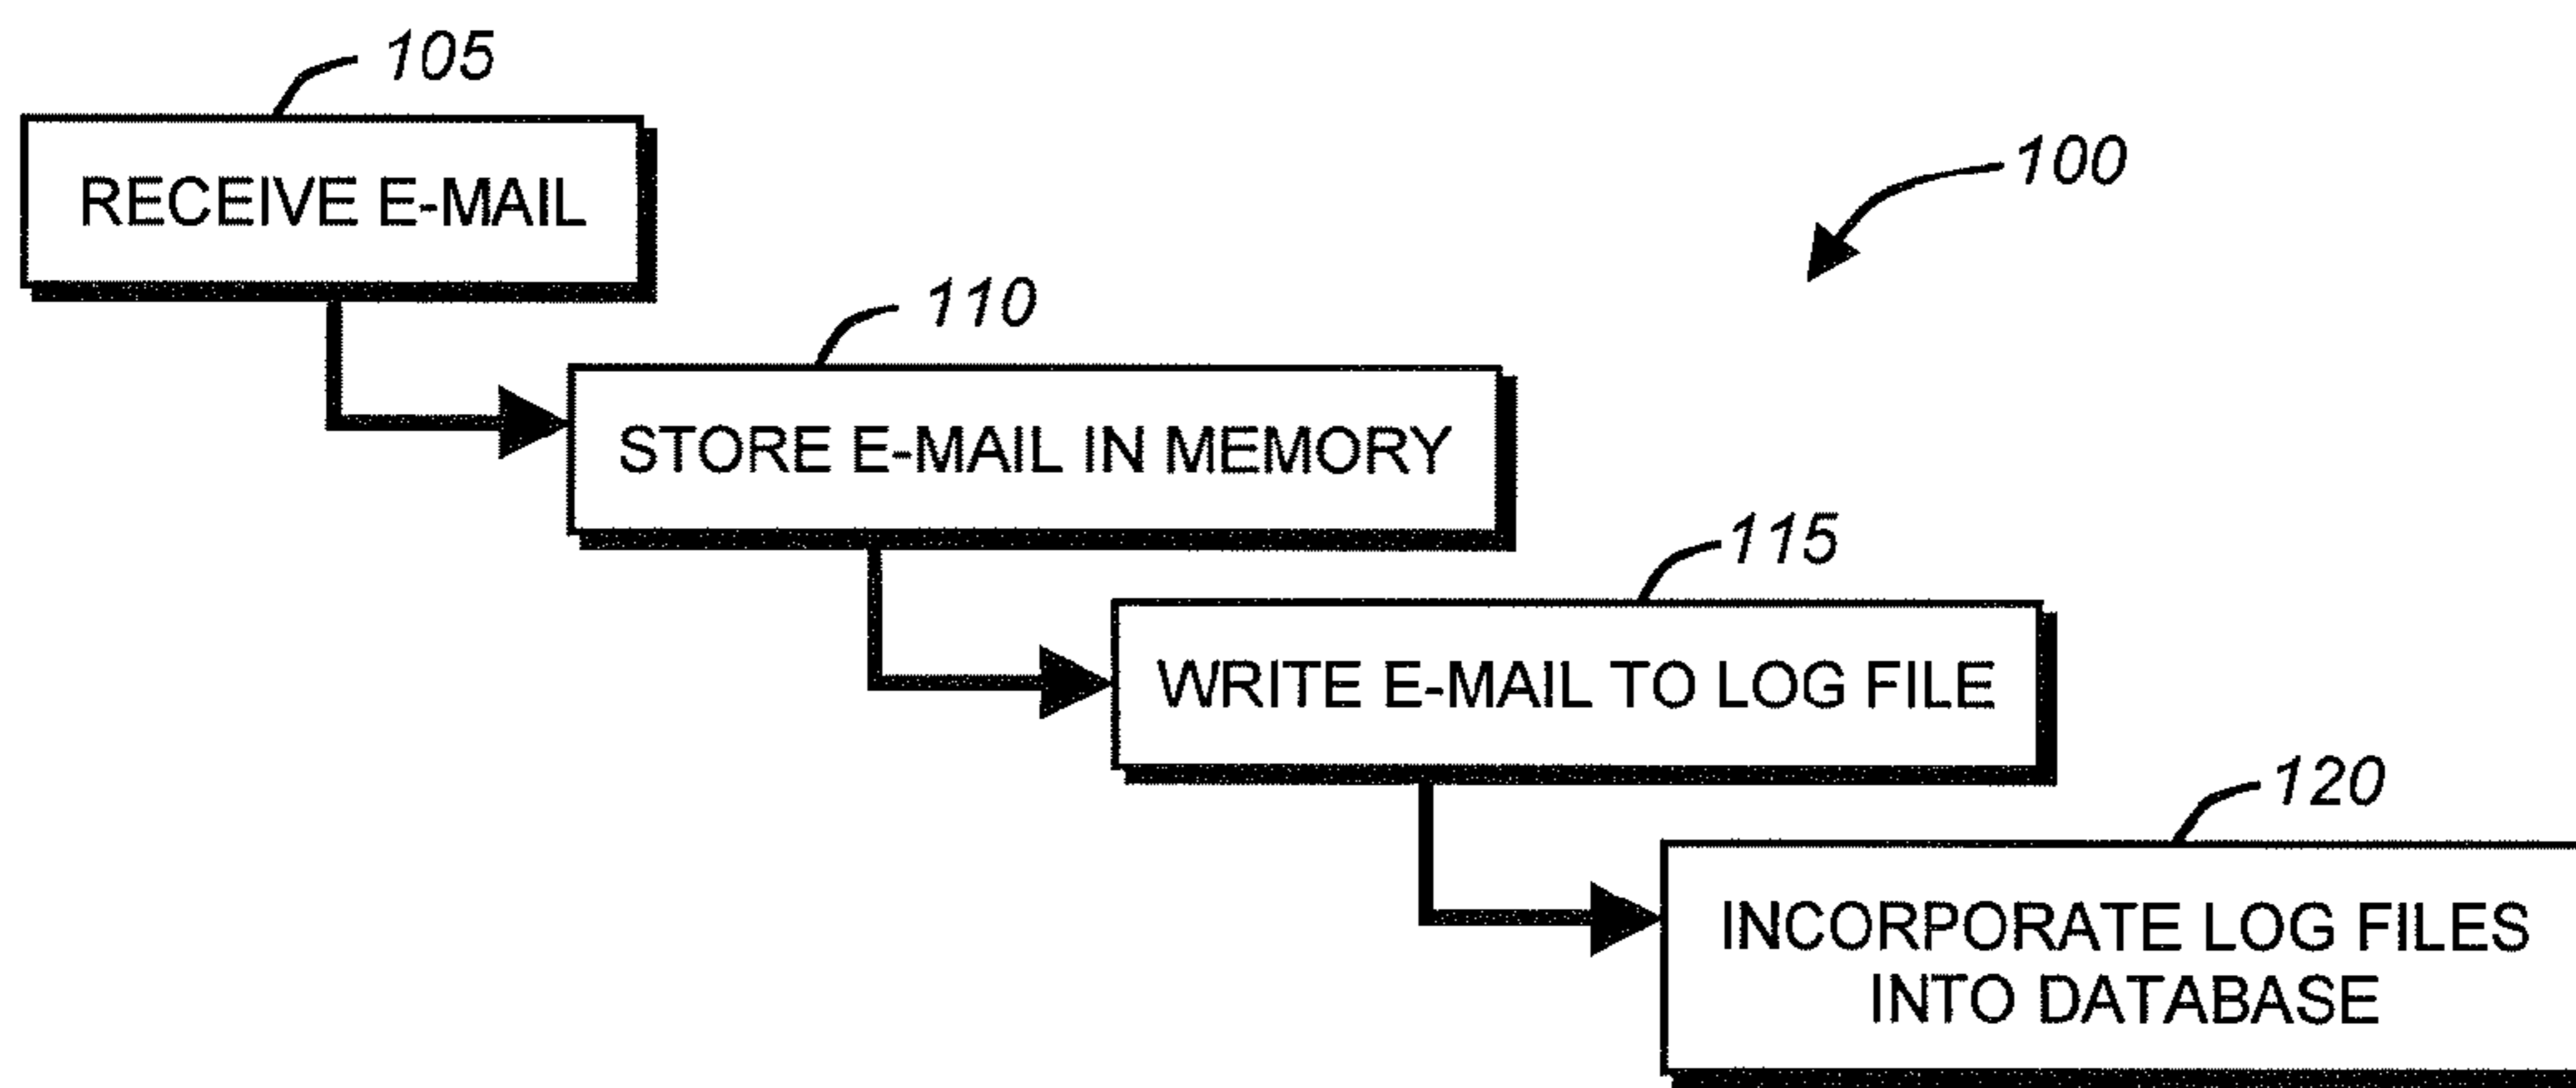 105
RECEIVE E-MAIL
100
110
STORE E-MAIL IN MEMORY
115
WRITE E-MAIL TO LOG FILE
120
INCORPORATE LOG FILES
INTO DATABASE